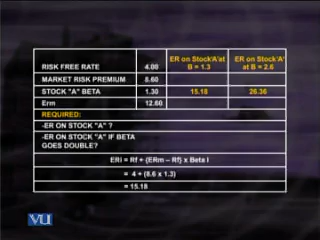 ER on Stock'A'at B = 1.3
ER on Stock'A' at B = 2.6
RISK FREE RATE 4.00
MARKET RISK PREMIUM 8.60
STOCK "A" BETA 1.30 15.18 26.36
Erm 12.60
REQUIRED:
-ER ON STOCK "A" ?
-ER ON STOCK "A" IF BETA
GOES DOUBLE?
ERi = Rf + (ERm – Rf) x Beta I
= 4 + (8.6 x 1.3)
= 15.18
VU